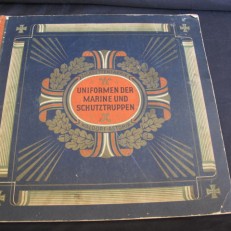 UNIFORMEN DER
MARINE UND
SCHUTZTRUPPEN